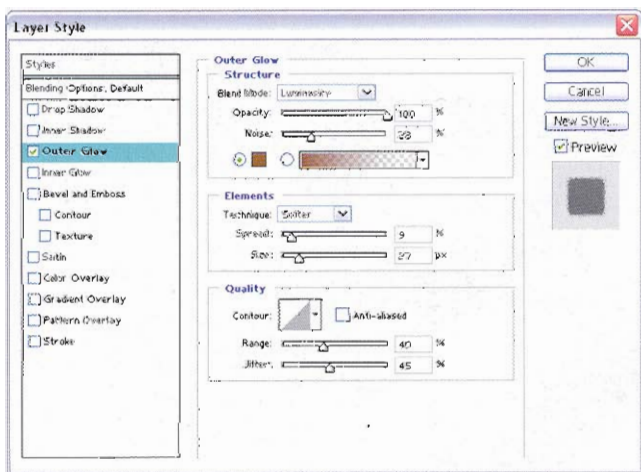 Layer Style
Styles
Blending Options: Default
Drop Shadow
Inner Shadow
Outer Glow
Inner Glow
Bevel and Emboss
Contour
Texture
Satin
Color Overlay
Gradient Overlay
Pattern Overlay
Stroke
Outer Glow
Structure
Blend Mode: Luminosity
Opacity: 100 %
Noise: 28 %
Elements
Technique: Softer
Spread: 9 %
Size: 27 px
Quality
Contour: Anti-aliased
Range: 40 %
Jitter: 45 %
OK
Cancel
New Style...
Preview